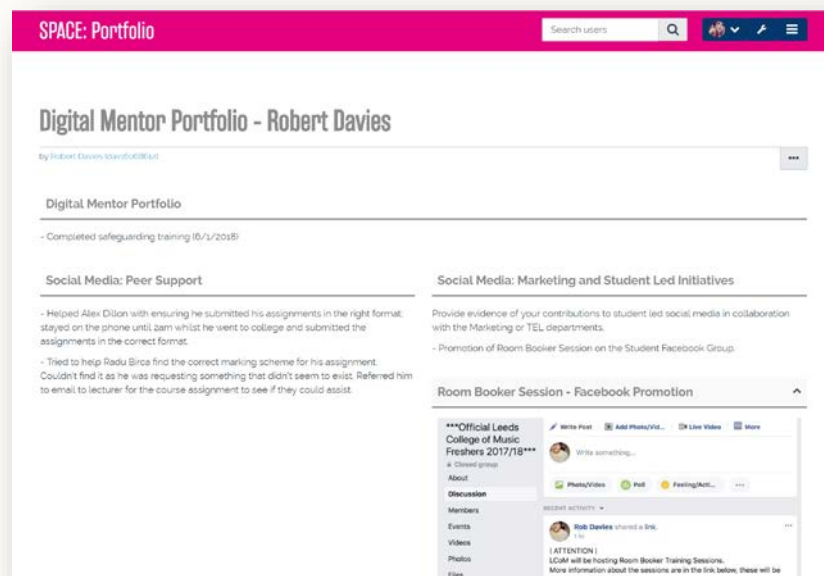 SPACE: Portfolio
Search users
Digital Mentor Portfolio - Robert Davies
by Robert Davies
Digital Mentor Portfolio
- Completed safeguarding training (6/1/2018)
Social Media: Peer Support
- Helped Alex Dillon with ensuring he submitted his assignments in the right format;
stayed on the phone until 2am whilst he went to college and submitted the
assignments in the correct format.
- Tried to help Radu Birca find the correct marking scheme for his assignment.
Couldn't find it as he was requesting something that didn't seem to exist. Referred him
to email to lecturer for the course assignment to see if they could assist.
Social Media: Marketing and Student Led Initiatives
Provide evidence of your contributions to student led social media in collaboration
with the Marketing or TEL departments.
- Promotion of Room Booker Session on the Student Facebook Group.
Room Booker Session - Facebook Promotion
***Official Leeds
College of Music
Freshers 2017/18***
Closed group
About
Discussion
Members
Events
Videos
Photos
Files
Write Post
Add Photo/Vid...
Live Video
More
Write something...
Photo/Video
Poll
Feeling/Acti...
RECENT ACTIVITY
Rob Davies shared a link.
1 hr
| ATTENTION |
LCoM will be hosting Room Booker Training Sessions.
More information about the sessions are in the link below, these will be